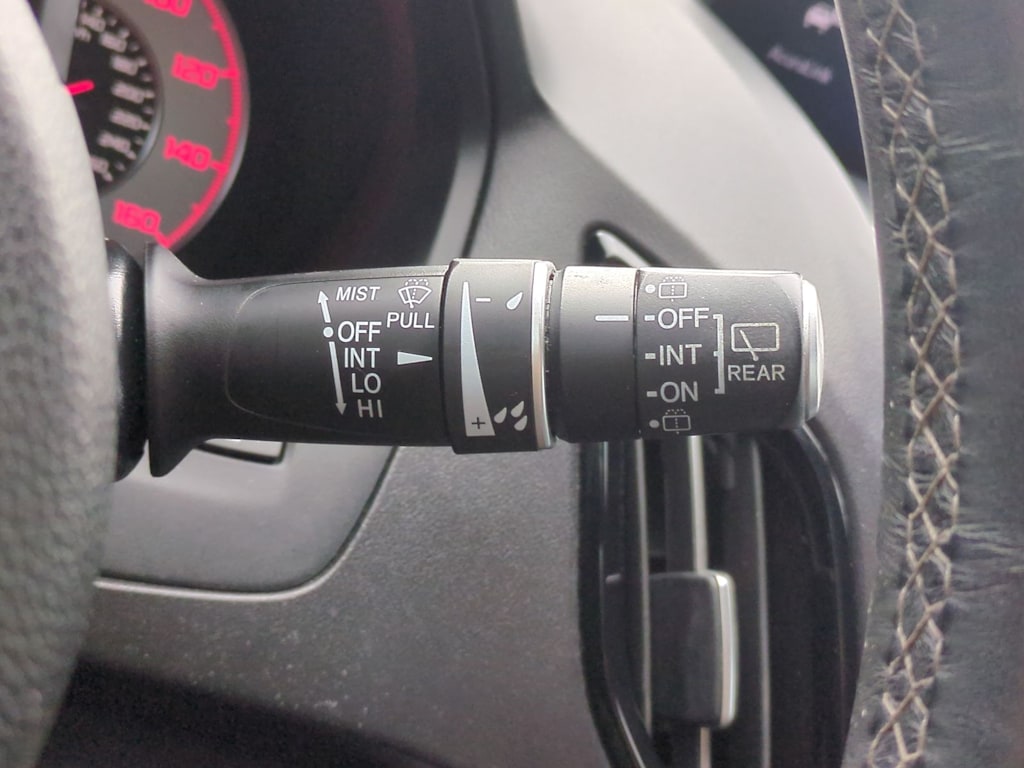 120
140
160
MIST
OFF PULL
INT
LO
HI
−
+
-OFF
-INT
-ON
REAR